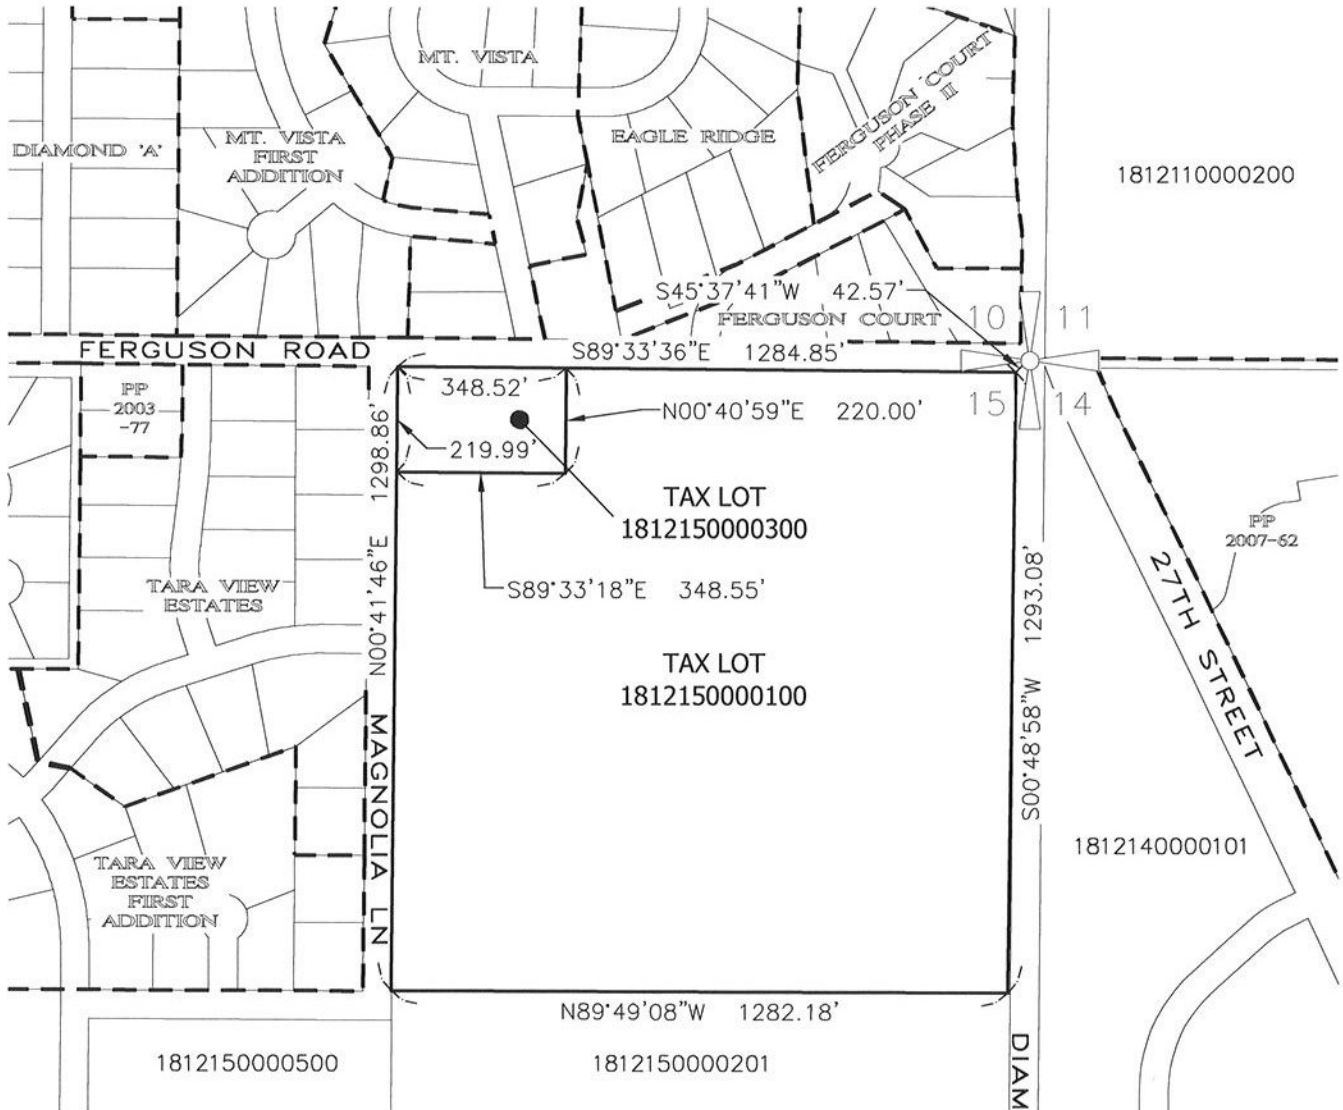 MT. VISTA
DIAMOND 'A'
MT. VISTA
FIRST
ADDITION
EAGLE RIDGE
FERGUSON COURT
PHASE II
1812110000200
S45°37'41"W 42.57'
FERGUSON COURT
10 11
15 14
FERGUSON ROAD
S89°33'36"E 1284.85'
348.52'
N00°40'59"E 220.00'
219.99'
PP
2003
-77
N00°41'46"E 1298.86'
TAX LOT
1812150000300
S89°33'18"E 348.55'
TAX LOT
1812150000100
TARA VIEW
ESTATES
PP
2007-62
27TH STREET
S00°48'58"W 1293.08'
MAGNOLIA LN
TARA VIEW
ESTATES
FIRST
ADDITION
1812140000101
N89°49'08"W 1282.18'
1812150000500
1812150000201
DIAM